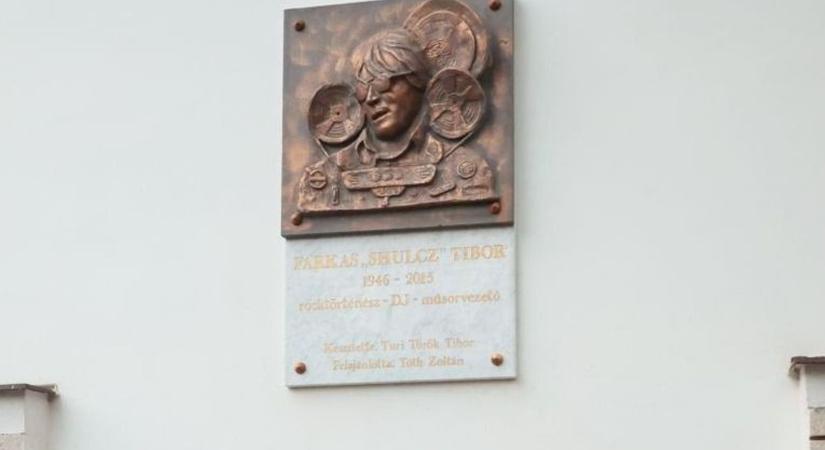 FARKAS „SHULCZ” TIBOR
1946 - 2015
rocktörténész - DJ - műsorvezető
Készítette: Turi Török Tibor
Felajánlotta: Tóth Zoltán